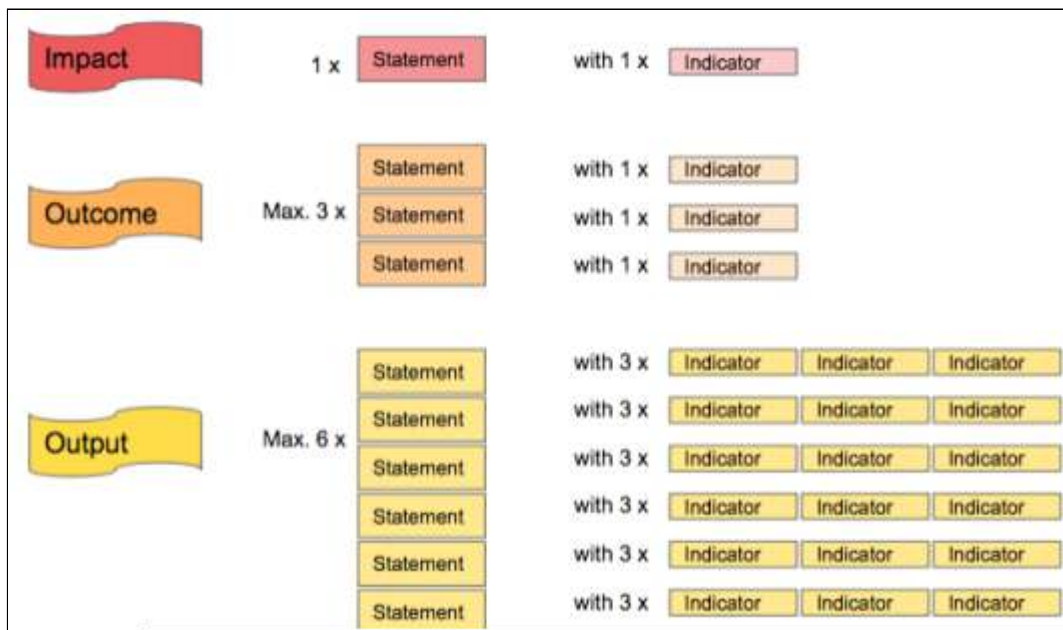 Impact
1 x Statement with 1 x Indicator
Statement with 1 x Indicator
Outcome Max. 3 x Statement with 1 x Indicator
Statement with 1 x Indicator
Statement with 3 x Indicator Indicator Indicator
Statement with 3 x Indicator Indicator Indicator
Output Max. 6 x
Statement with 3 x Indicator Indicator Indicator
Statement with 3 x Indicator Indicator Indicator
Statement with 3 x Indicator Indicator Indicator
Statement with 3 x Indicator Indicator Indicator